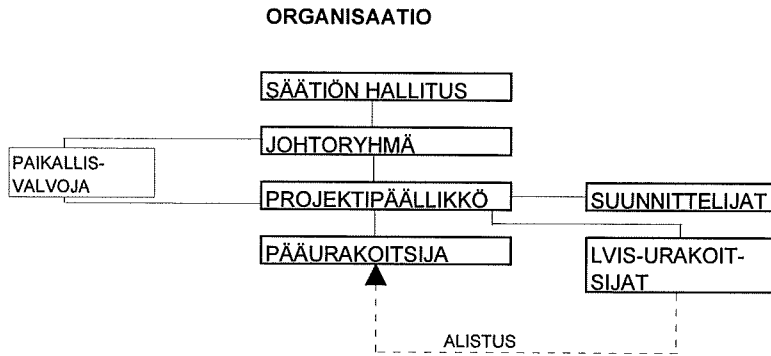 ORGANISAATIO
SÄÄTIÖN HALLITUS
JOHTORYHMÄ
PAIKALLIS-
VALVOJA
PROJEKTIPÄÄLLIKKÖ
SUUNNITTELIJAT
PÄÄURAKOITSIJA
LVIS-URAKOIT-
SIJAT
ALISTUS